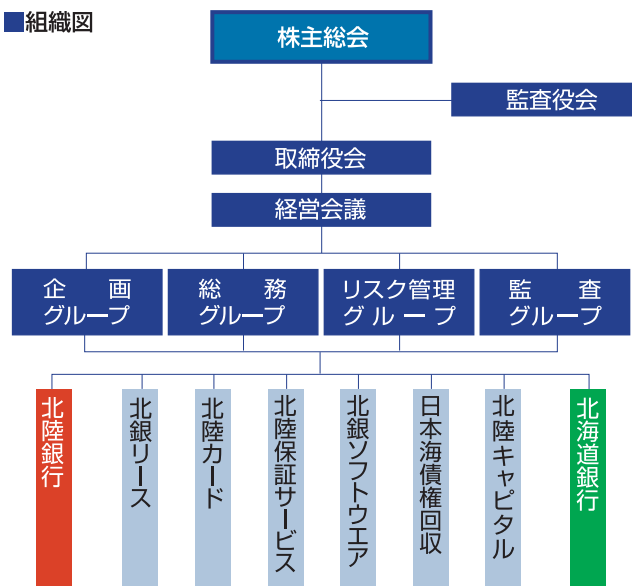 ■組織図
株主総会
監査役会
取締役会
経営会議
企画
グループ
総務
グループ
リスク管理
グループ
監査
グループ
北陸銀行
北銀リース
北陸カード
北陸保証サービス
北銀ソフトウエア
日本海債権回収
北陸キャピタル
北海道銀行